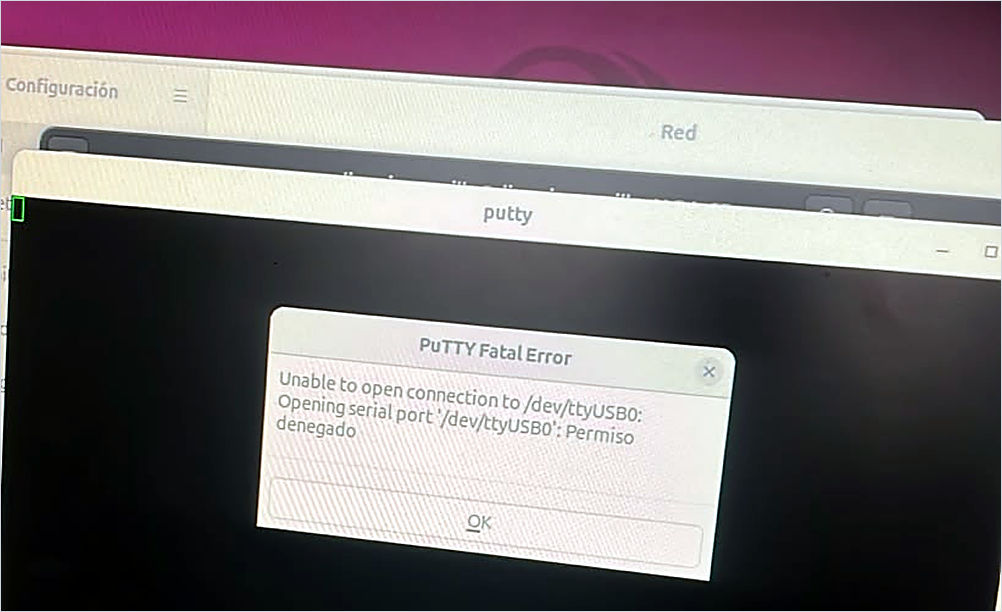 Configuración
Red
putty
PuTTY Fatal Error
Unable to open connection to /dev/ttyUSB0:
Opening serial port '/dev/ttyUSB0': Permiso
denegado
OK